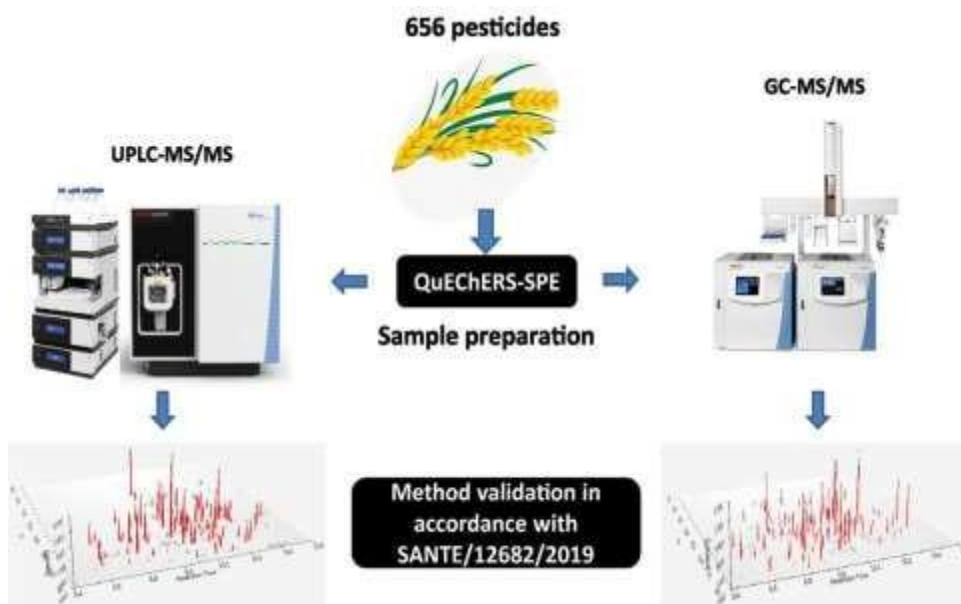 656 pesticides
GC-MS/MS
UPLC-MS/MS
QuEChERS-SPE
Sample preparation
Method validation in
accordance with
SANTE/12682/2019